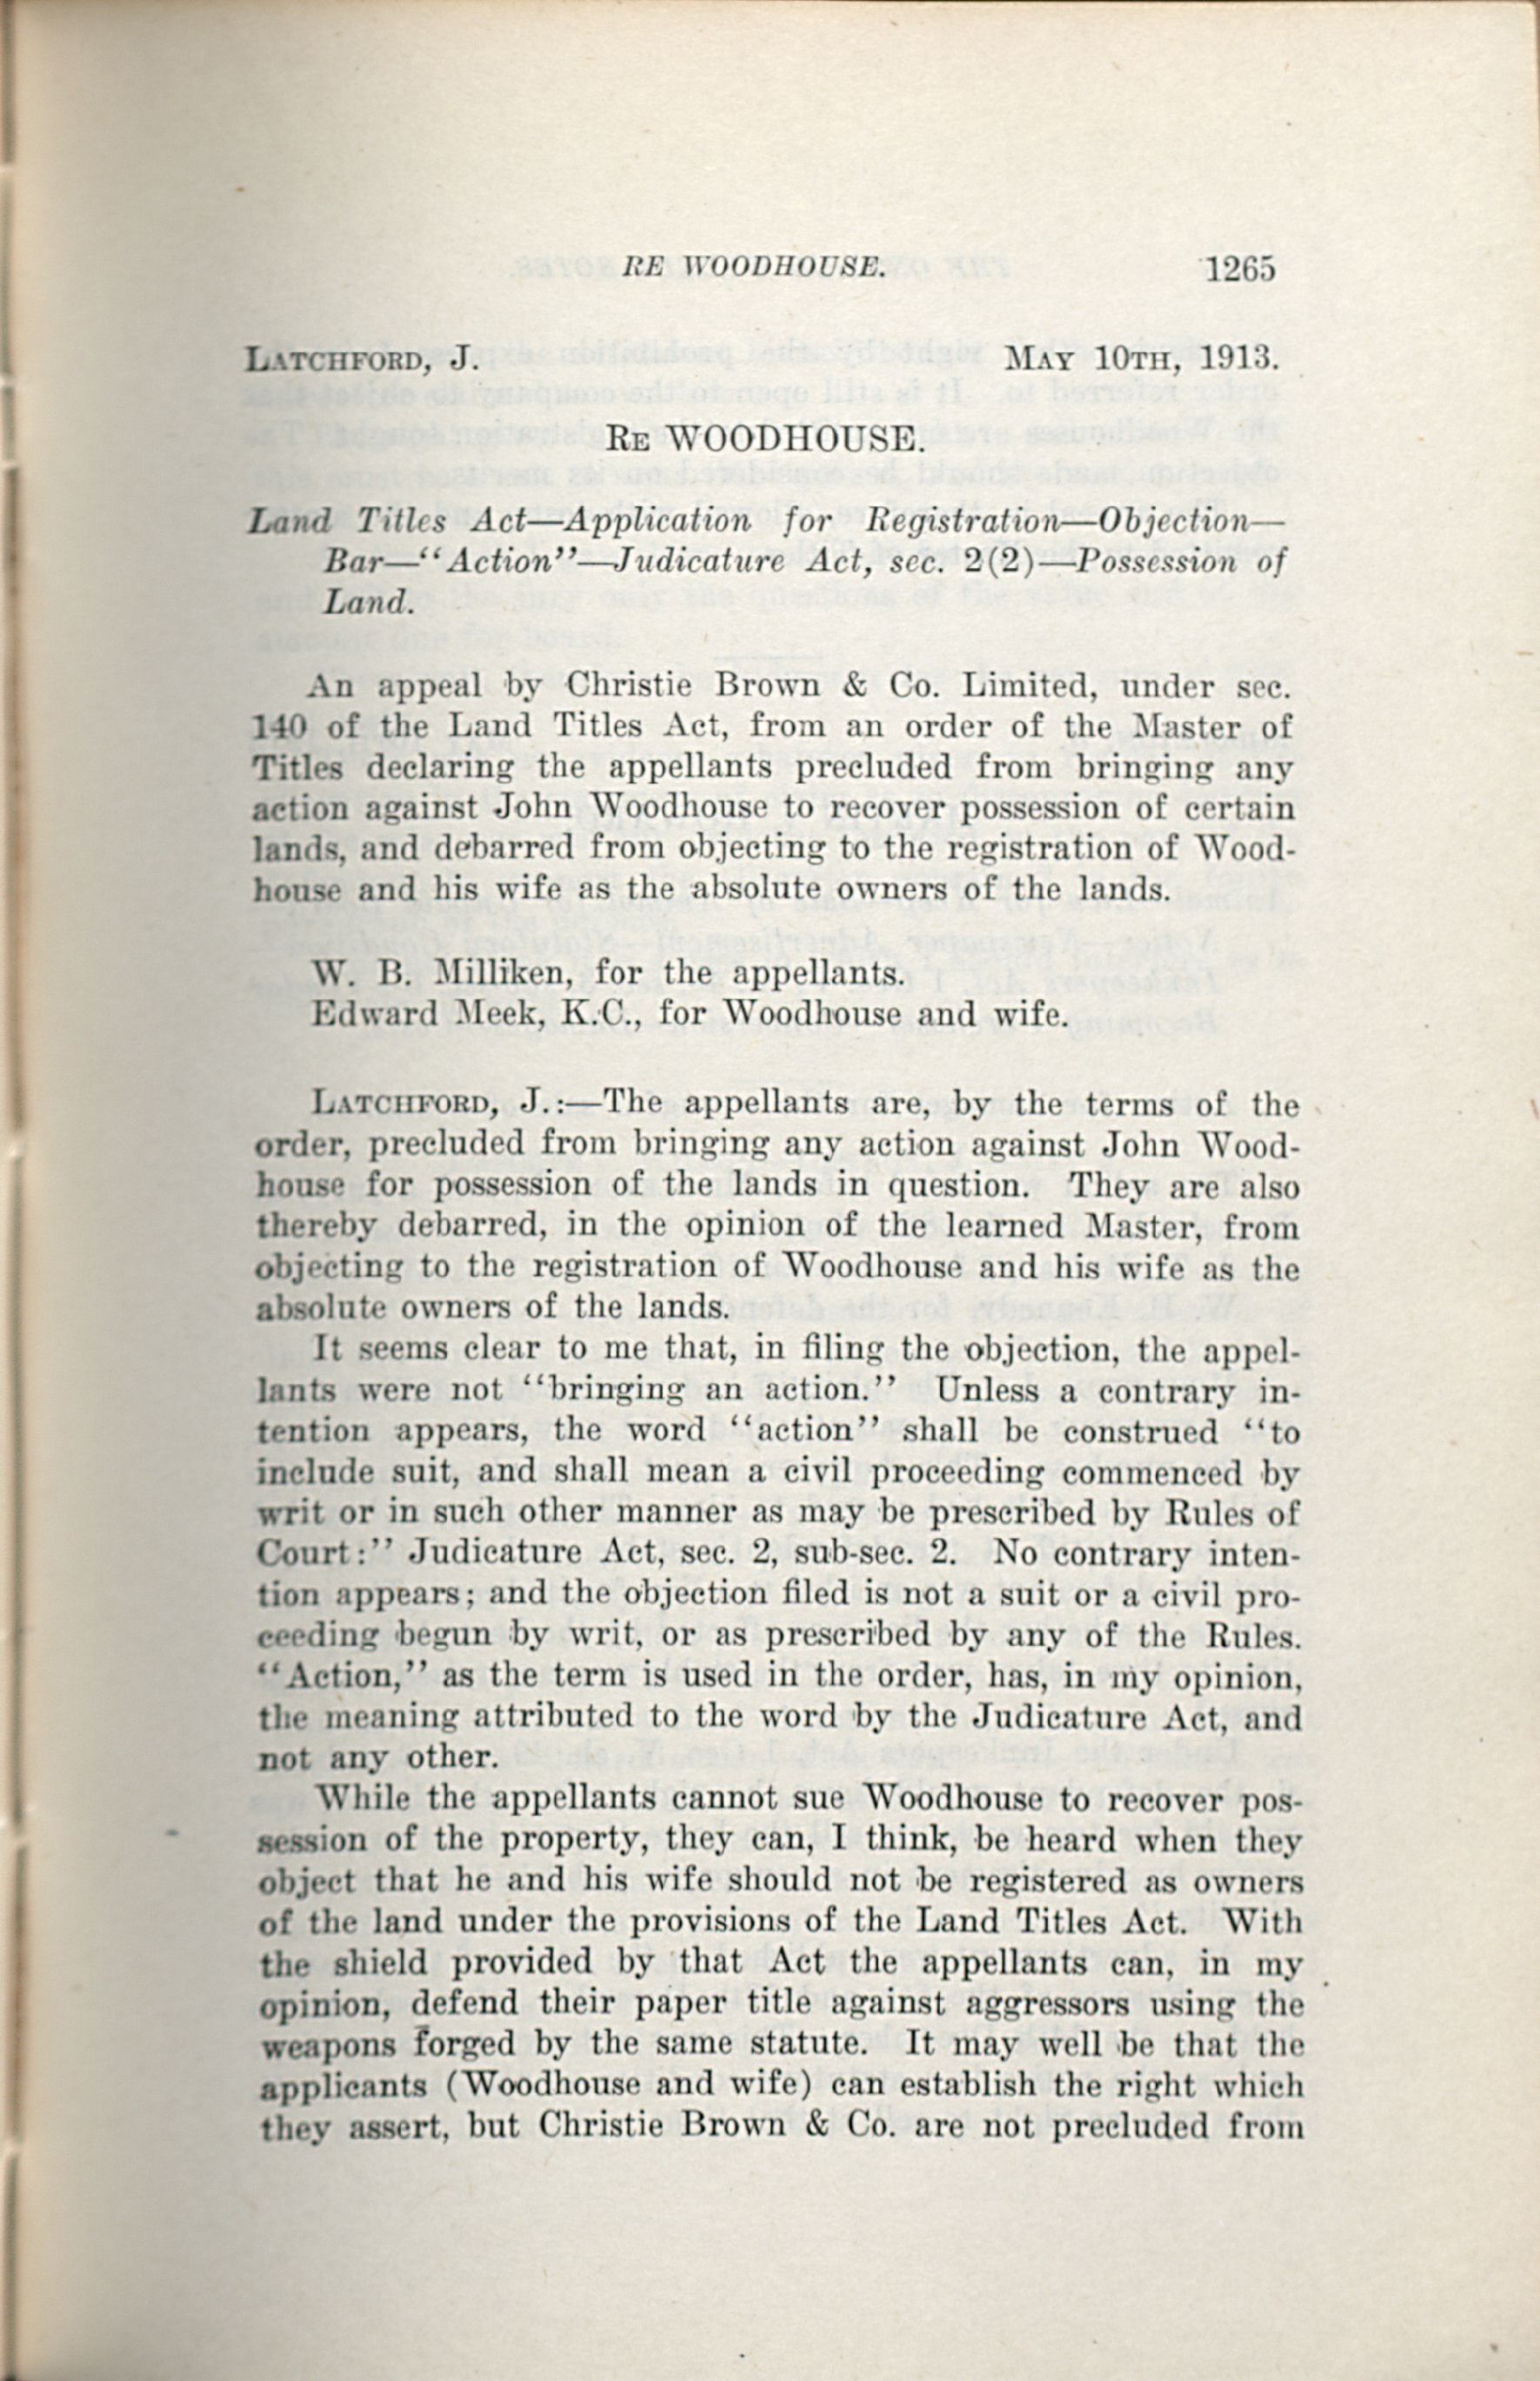 RE WOODHOUSE. 1265
LATCHFORD, J. MAY 10TH, 1913.
RE WOODHOUSE.
Land Titles Act—Application for Registration—Objection—
Bar—"Action"—Judicature Act, sec. 2(2)—Possession of
Land.
An appeal by Christie Brown & Co. Limited, under sec.
140 of the Land Titles Act, from an order of the Master of
Titles declaring the appellants precluded from bringing any
action against John Woodhouse to recover possession of certain
lands, and debarred from objecting to the registration of Wood-
house and his wife as the absolute owners of the lands.
W. B. Milliken, for the appellants.
Edward Meek, K.C., for Woodhouse and wife.
LATCHFORD, J.:—The appellants are, by the terms of the
order, precluded from bringing any action against John Wood-
house for possession of the lands in question. They are also
thereby debarred, in the opinion of the learned Master, from
objecting to the registration of Woodhouse and his wife as the
absolute owners of the lands.
It seems clear to me that, in filing the objection, the appel-
lants were not "bringing an action." Unless a contrary in-
tention appears, the word "action" shall be construed "to
include suit, and shall mean a civil proceeding commenced by
writ or in such other manner as may be prescribed by Rules of
Court:" Judicature Act, sec. 2, sub-sec. 2. No contrary inten-
tion appears; and the objection filed is not a suit or a civil pro-
ceeding begun by writ, or as prescribed by any of the Rules.
"Action," as the term is used in the order, has, in my opinion,
the meaning attributed to the word by the Judicature Act, and
not any other.
While the appellants cannot sue Woodhouse to recover pos-
session of the property, they can, I think, be heard when they
object that he and his wife should not be registered as owners
of the land under the provisions of the Land Titles Act. With
the shield provided by that Act the appellants can, in my
opinion, defend their paper title against aggressors using the
weapons forged by the same statute. It may well be that the
applicants (Woodhouse and wife) can establish the right which
they assert, but Christie Brown & Co. are not precluded from